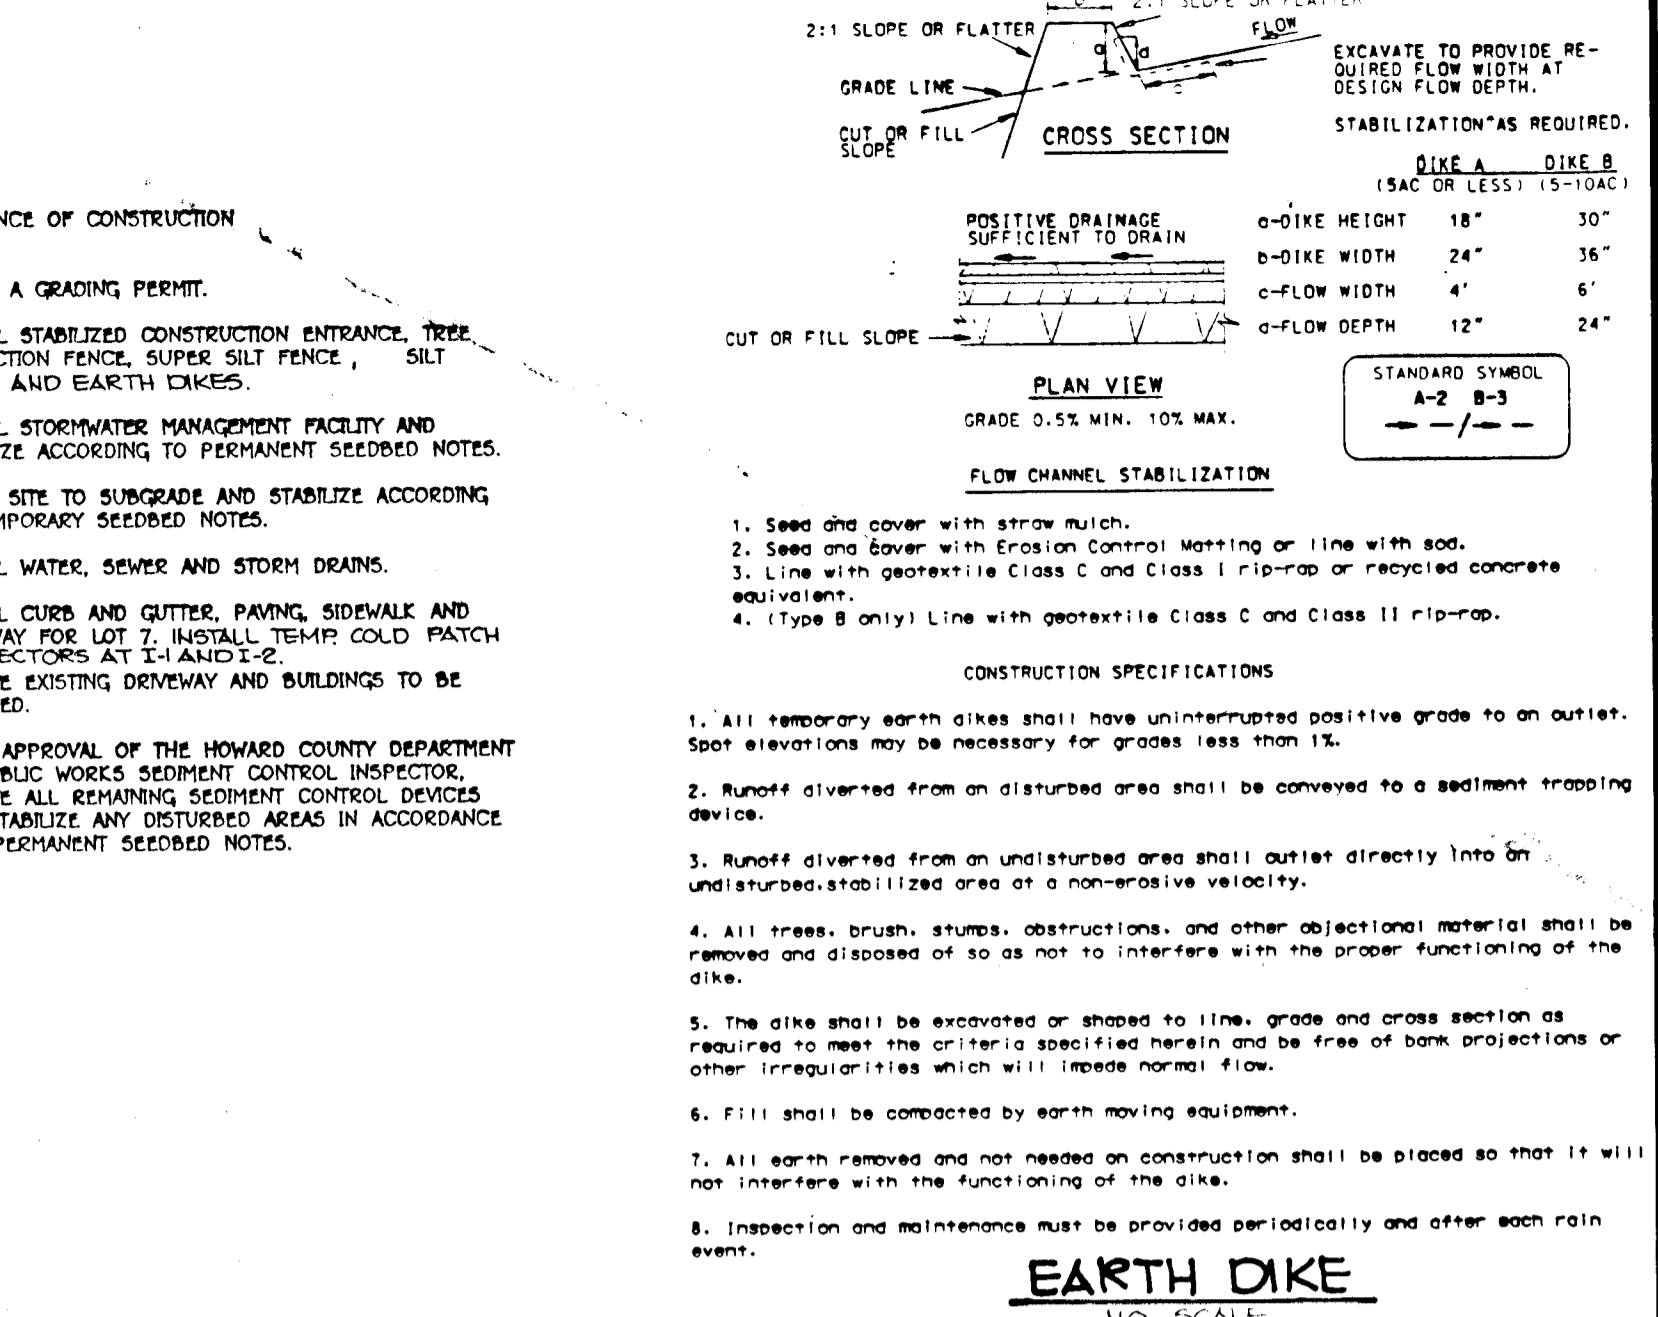 NCE OF CONSTRUCTION
A GRADING PERMIT.
L STABILIZED CONSTRUCTION ENTRANCE, TREE
CTION FENCE, SUPER SILT FENCE , SILT
AND EARTH DIKES.
L STORMWATER MANAGEMENT FACILITY AND
ZE ACCORDING TO PERMANENT SEEDBED NOTES.
SITE TO SUBGRADE AND STABILIZE ACCORDING
MPORARY SEEDBED NOTES.
L WATER, SEWER AND STORM DRAINS.
L CURB AND GUTTER, PAVING, SIDEWALK AND
WAY FOR LOT 7. INSTALL TEMP. COLD PATCH
ECTORS AT I-1 AND I-2.
E EXISTING DRIVEWAY AND BUILDINGS TO BE
ED.
APPROVAL OF THE HOWARD COUNTY DEPARTMENT
BLIC WORKS SEDIMENT CONTROL INSPECTOR,
E ALL REMAINING SEDIMENT CONTROL DEVICES
TABILIZE ANY DISTURBED AREAS IN ACCORDANCE
PERMANENT SEEDBED NOTES.
2:1 SLOPE OR FLATTER
2:1 SLOPE OR FLATTER
FLOW
a
d
c
GRADE LINE
CUT OR FILL
SLOPE
CROSS SECTION
EXCAVATE TO PROVIDE RE-
QUIRED FLOW WIDTH AT
DESIGN FLOW DEPTH.
STABILIZATION AS REQUIRED.
DIKE A DIKE B
(5AC OR LESS) (5-10AC)
a-DIKE HEIGHT 18" 30"
b-DIKE WIDTH 24" 36"
c-FLOW WIDTH 4' 6'
d-FLOW DEPTH 12" 24"
POSITIVE DRAINAGE
SUFFICIENT TO DRAIN
CUT OR FILL SLOPE
PLAN VIEW
GRADE 0.5% MIN. 10% MAX.
STANDARD SYMBOL
A-2 B-3
FLOW CHANNEL STABILIZATION
1. Seed and cover with straw mulch.
2. Seed and cover with Erosion Control Matting or line with sod.
3. Line with geotextile Class C and Class I rip-rap or recycled concrete
equivalent.
4. (Type B only) Line with geotextile Class C and Class II rip-rap.
CONSTRUCTION SPECIFICATIONS
1. All temporary earth dikes shall have uninterrupted positive grade to an outlet.
Spot elevations may be necessary for grades less than 1%.
2. Runoff diverted from an disturbed area shall be conveyed to a sediment trapping
device.
3. Runoff diverted from an undisturbed area shall outlet directly into an
undisturbed, stabilized area at a non-erosive velocity.
4. All trees, brush, stumps, obstructions, and other objectional material shall be
removed and disposed of so as not to interfere with the proper functioning of the
dike.
5. The dike shall be excavated or shaped to line, grade and cross section as
required to meet the criteria specified herein and be free of bank projections or
other irregularities which will impede normal flow.
6. Fill shall be compacted by earth moving equipment.
7. All earth removed and not needed on construction shall be placed so that it will
not interfere with the functioning of the dike.
8. Inspection and maintenance must be provided periodically and after each rain
event.
EARTH DIKE
NO SCALE